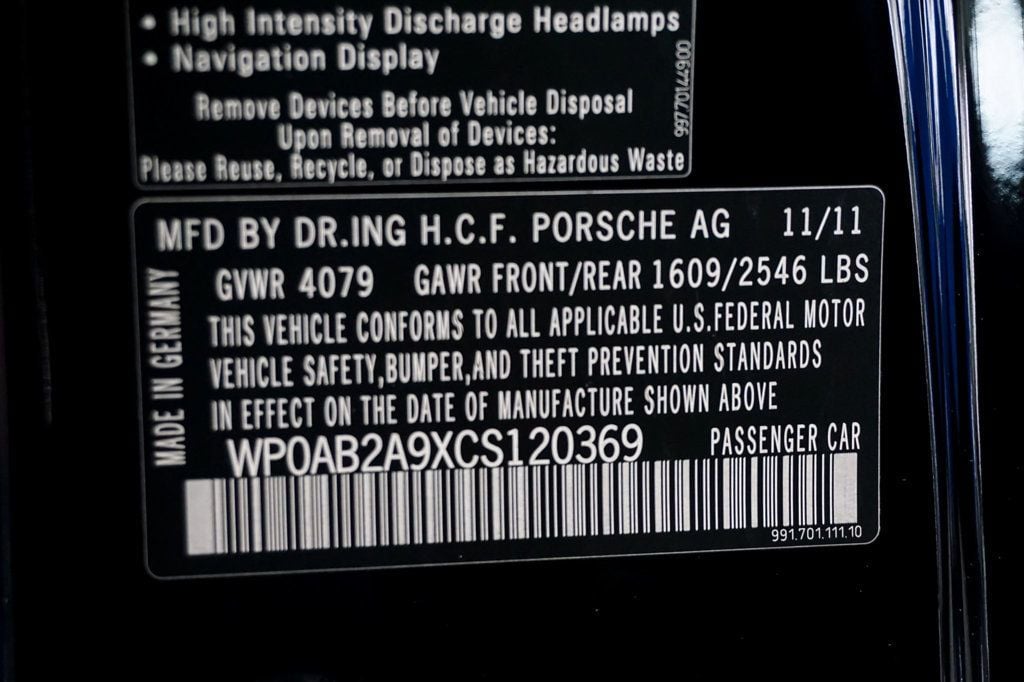 • High Intensity Discharge Headlamps
• Navigation Display
Remove Devices Before Vehicle Disposal
Upon Removal of Devices:
Please Reuse, Recycle, or Dispose as Hazardous Waste
99770144900
MFD BY DR.ING H.C.F. PORSCHE AG 11/11
GVWR 4079 GAWR FRONT/REAR 1609/2546 LBS
THIS VEHICLE CONFORMS TO ALL APPLICABLE U.S.FEDERAL MOTOR
VEHICLE SAFETY,BUMPER,AND THEFT PREVENTION STANDARDS
IN EFFECT ON THE DATE OF MANUFACTURE SHOWN ABOVE
MADE IN GERMANY
WP0AB2A9XCS120369 PASSENGER CAR
991.701.111.10